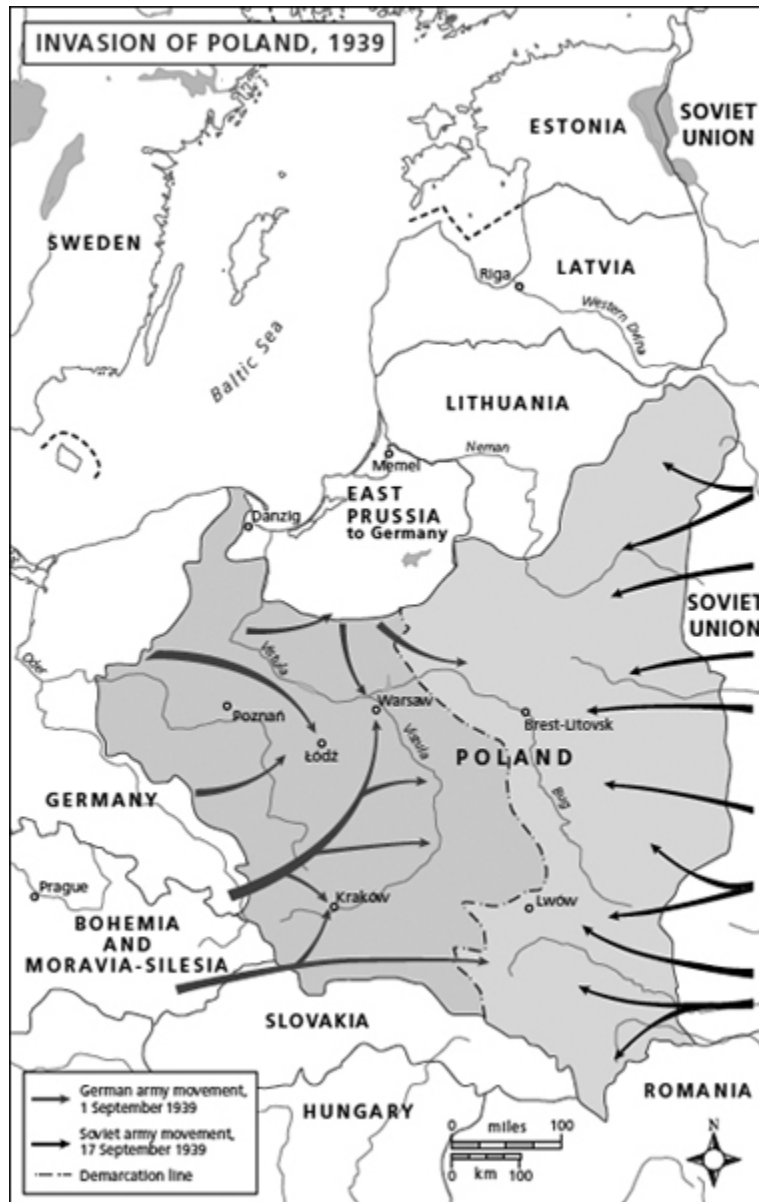 INVASION OF POLAND, 1939
ESTONIA
SOVIET
UNION
SWEDEN
Riga
LATVIA
Western Dvina
Baltic Sea
LITHUANIA
Neman
Memel
EAST
PRUSSIA
to Germany
Danzig
SOVIET
UNION
Oder
Vistula
Poznań
Warsaw
Brest-Litovsk
Łódź
Vistula
POLAND
GERMANY
Bug
Prague
Kraków
Lwów
BOHEMIA
AND
MORAVIA-SILESIA
SLOVAKIA
HUNGARY
ROMANIA
German army movement,
1 September 1939
Soviet army movement,
17 September 1939
Demarcation line
0 miles 100
0 km 100
N